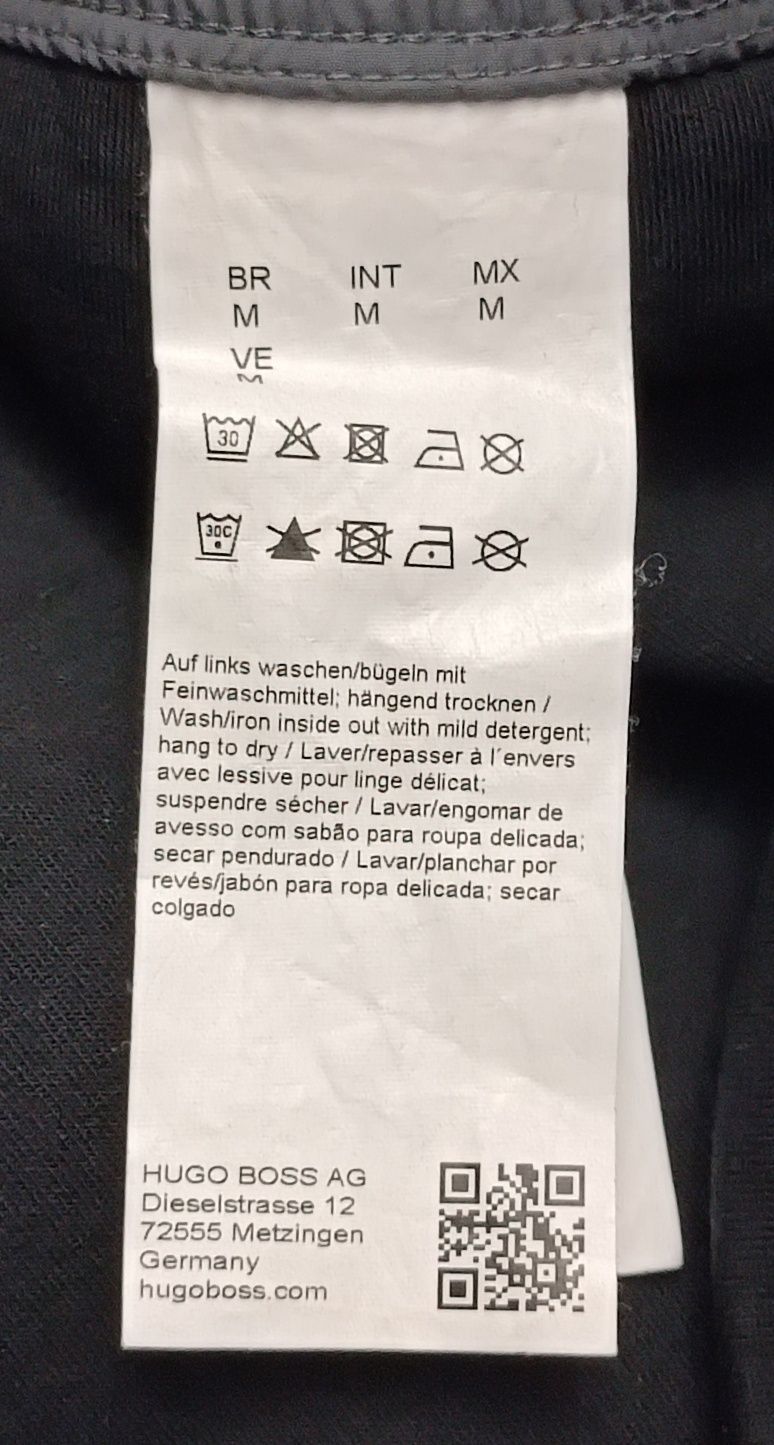 BR INT MX
M M M
VE
M
30
30C
Auf links waschen/bügeln mit
Feinwaschmittel; hängend trocknen /
Wash/iron inside out with mild detergent;
hang to dry / Laver/repasser à l´envers
avec lessive pour linge délicat;
suspendre sécher / Lavar/engomar de
avesso com sabão para roupa delicada;
secar pendurado / Lavar/planchar por
revés/jabón para ropa delicada; secar
colgado
HUGO BOSS AG
Dieselstrasse 12
72555 Metzingen
Germany
hugoboss.com